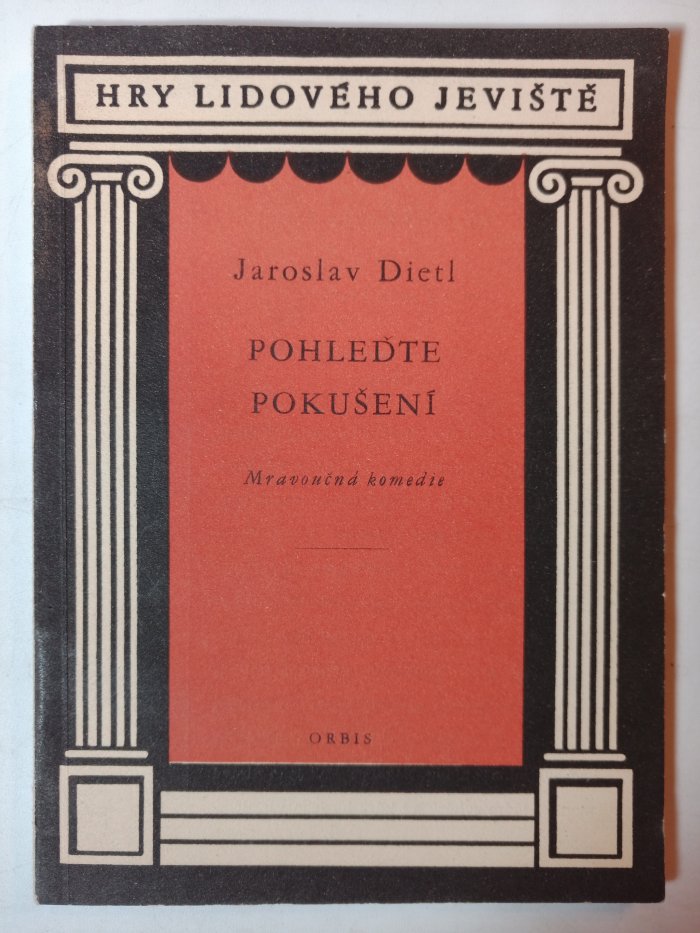 HRY LIDOVÉHO JEVIŠTĚ
Jaroslav Dietl
POHLEĎTE
POKUŠENÍ
Mravoučná komedie
ORBIS